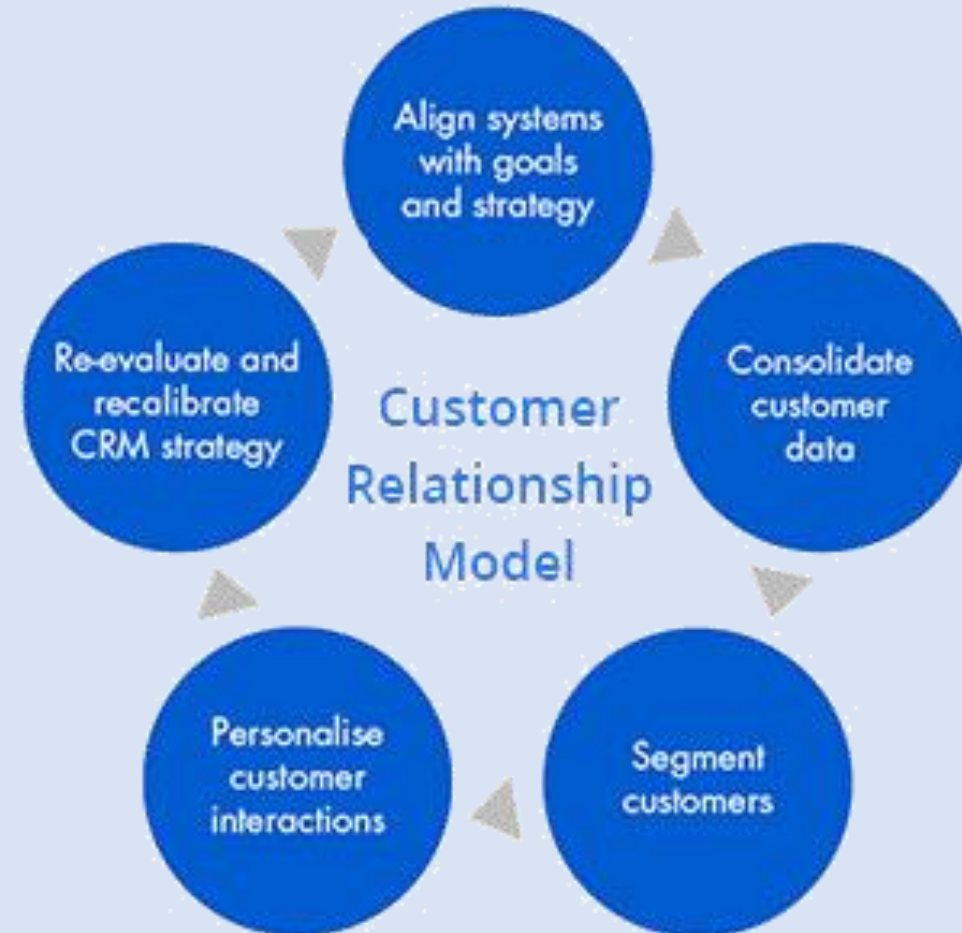 Align systems
with goals
and strategy
Consolidate
customer
data
Segment
customers
Personalise
customer
interactions
Re-evaluate and
recalibrate
CRM strategy
Customer
Relationship
Model